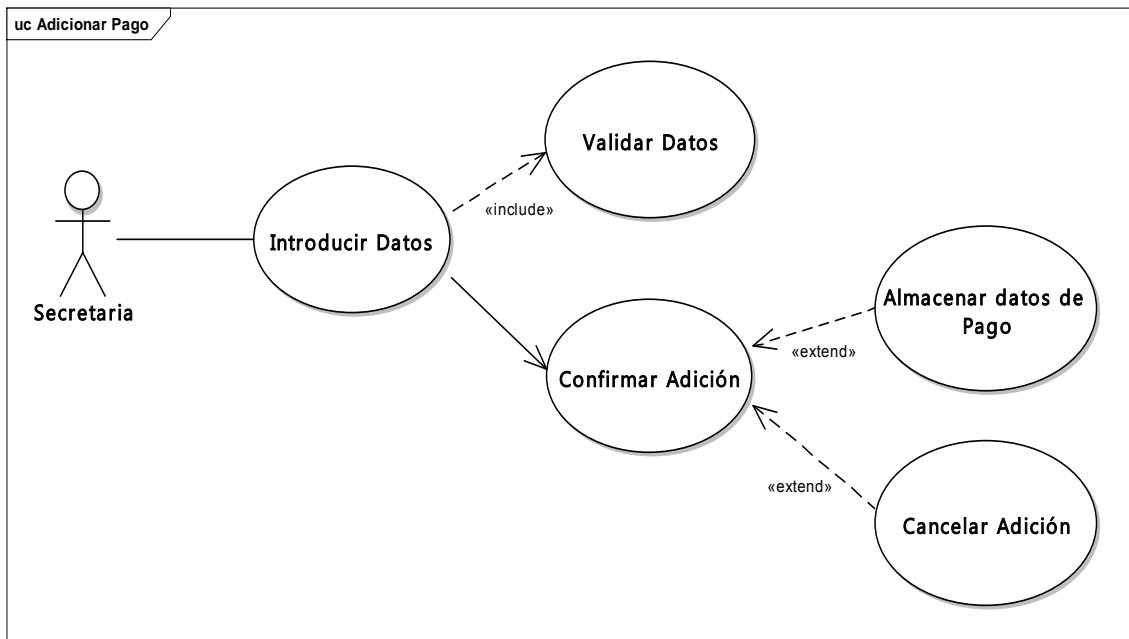 uc Adicionar Pago
Validar Datos
«include»
Introducir Datos
Secretaria
Almacenar datos de
Pago
«extend»
Confirmar Adición
«extend»
Cancelar Adición